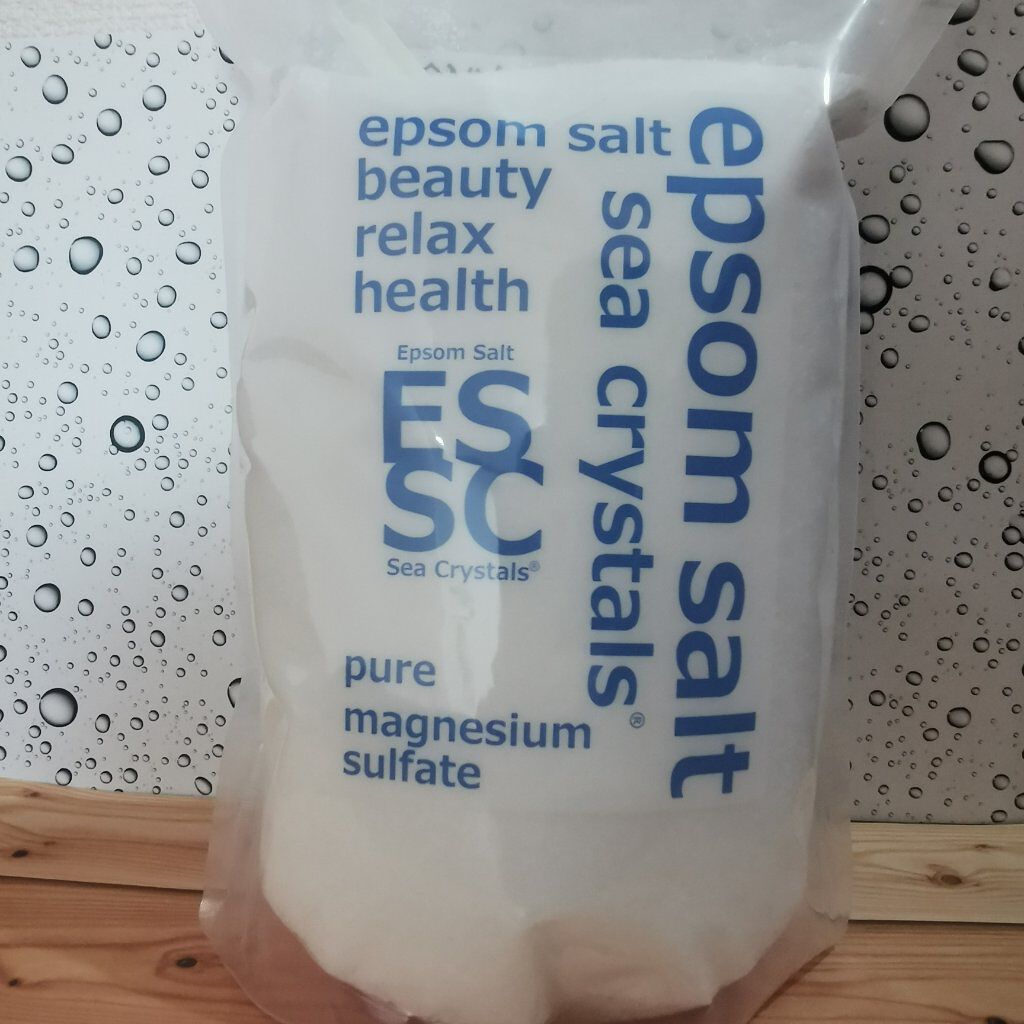 epsom salt
beauty
relax
health
Epsom Salt
ES
SC
Sea Crystals®
pure
magnesium
sulfate
sea crystals®
epsom salt